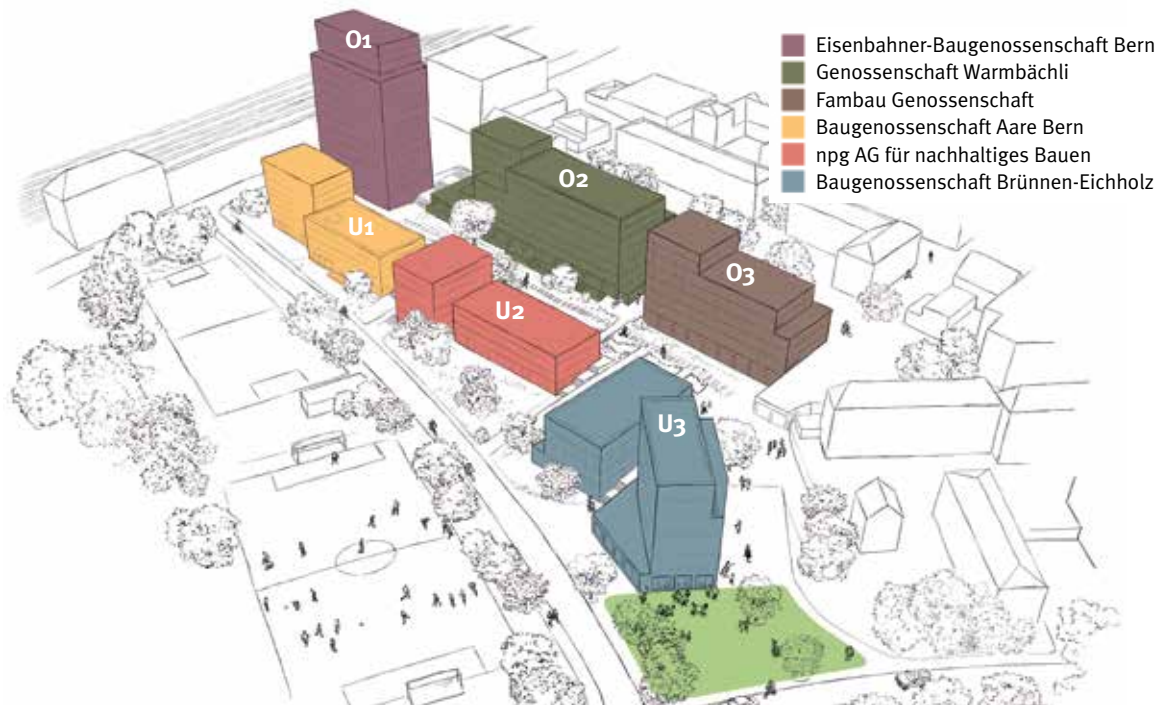 O1
Eisenbahner-Baugenossenschaft Bern
Genossenschaft Warmbächli
Fambau Genossenschaft
Baugenossenschaft Aare Bern
npg AG für nachhaltiges Bauen
Baugenossenschaft Brünnen-Eichholz
O2
U1
O3
U2
U3